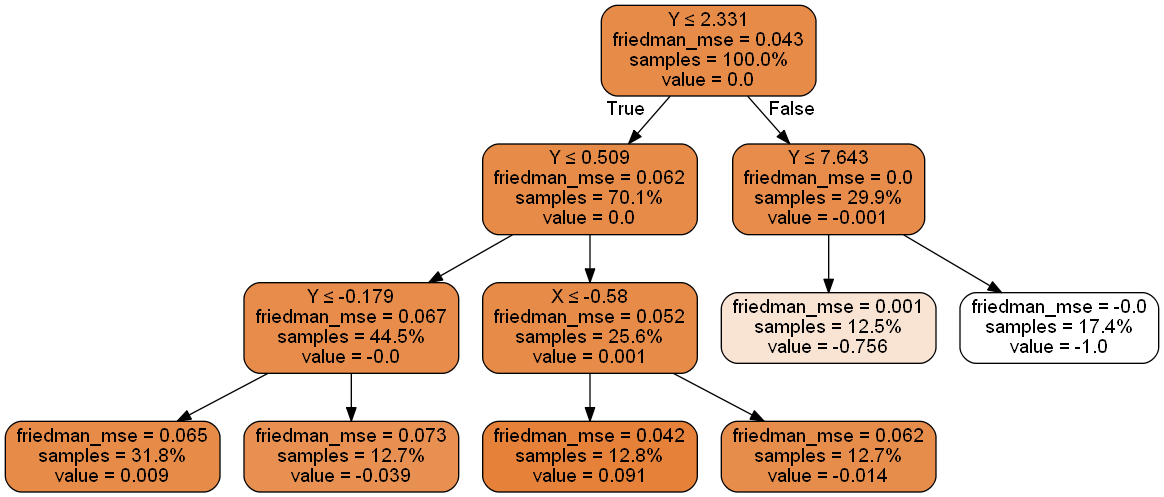 Y ≤ 2.331
friedman_mse = 0.043
samples = 100.0%
value = 0.0
True
False
Y ≤ 0.509
friedman_mse = 0.062
samples = 70.1%
value = 0.0
Y ≤ 7.643
friedman_mse = 0.0
samples = 29.9%
value = -0.001
Y ≤ -0.179
friedman_mse = 0.067
samples = 44.5%
value = -0.0
X ≤ -0.58
friedman_mse = 0.052
samples = 25.6%
value = 0.001
friedman_mse = 0.001
samples = 12.5%
value = -0.756
friedman_mse = -0.0
samples = 17.4%
value = -1.0
friedman_mse = 0.065
samples = 31.8%
value = 0.009
friedman_mse = 0.073
samples = 12.7%
value = -0.039
friedman_mse = 0.042
samples = 12.8%
value = 0.091
friedman_mse = 0.062
samples = 12.7%
value = -0.014